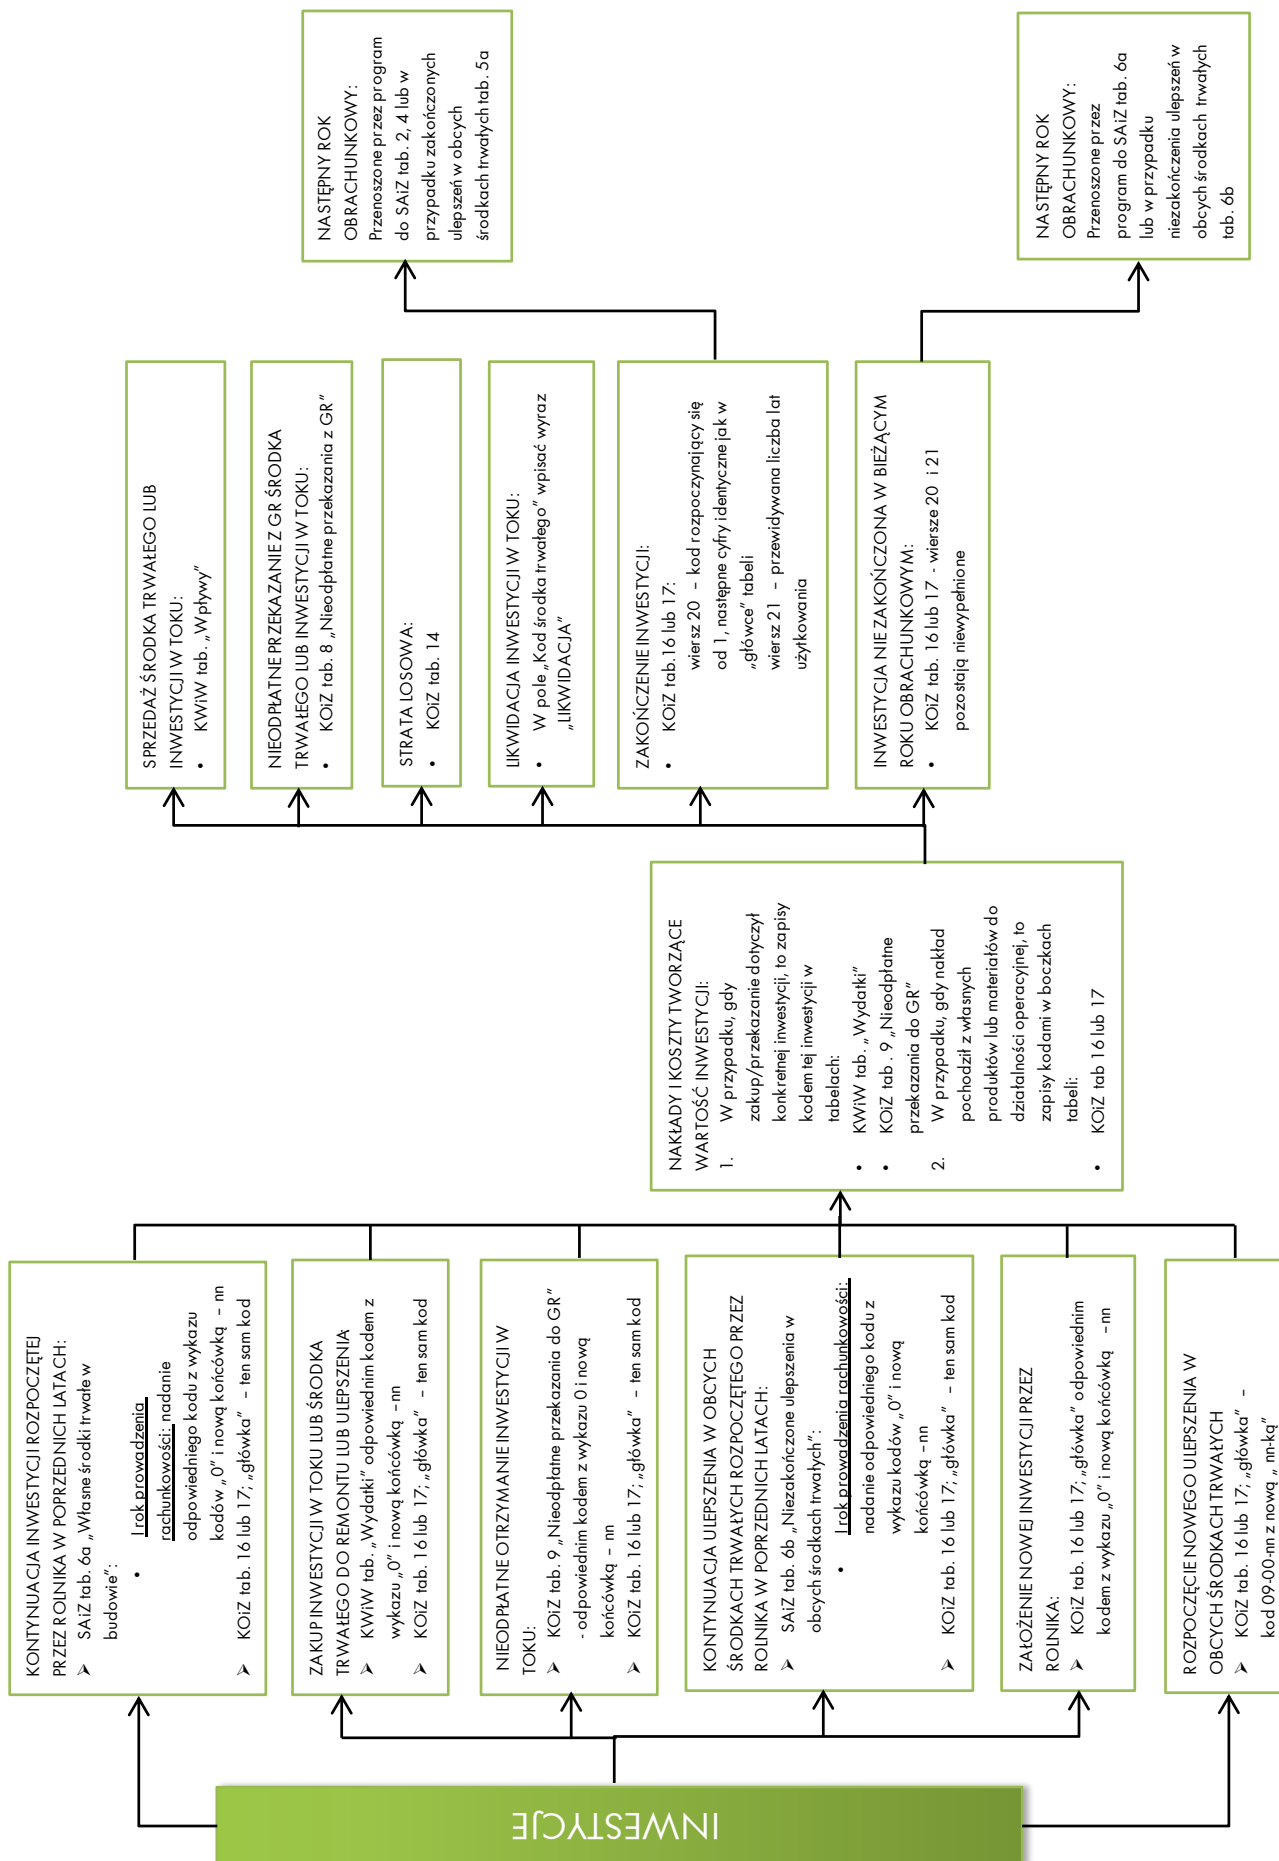 INWESTYCJE
KONTYNUACJA INWESTYCJI ROZPOCZĘTEJ
PRZEZ ROLNIKA W POPRZEDNICH LATACH:
➢ SAiZ tab. 6a „Własne środki trwałe w
budowie”:
• I rok prowadzenia
rachunkowości: nadanie
odpowiedniego kodu z wykazu
kodów „0” i nową końcówką – nn
➢ KOiZ tab. 16 lub 17; „główka” – ten sam kod
ZAKUP INWESTYCJI W TOKU LUB ŚRODKA
TRWAŁEGO DO REMONTU LUB ULEPSZENIA:
➢ KWiW tab. „Wydatki” odpowiednim kodem z
wykazu „0” i nową końcówką –nn
➢ KOiZ tab. 16 lub 17; „główka” – ten sam kod
NIEODPŁATNE OTRZYMANIE INWESTYCJI W
TOKU:
➢ KOiZ tab. 9 „Nieodpłatne przekazania do GR”
- odpowiednim kodem z wykazu 0 i nową
końcówką – nn
➢ KOiZ tab. 16 lub 17; „główka” – ten sam kod
KONTYNUACJA ULEPSZENIA W OBCYCH
ŚRODKACH TRWAŁYCH ROZPOCZĘTEGO PRZEZ
ROLNIKA W POPRZEDNICH LATACH:
➢ SAiZ tab. 6b „Niezakończone ulepszenia w
obcych środkach trwałych”:
• I rok prowadzenia rachunkowości:
nadanie odpowiedniego kodu z
wykazu kodów „0” i nową
końcówką –nn
➢ KOiZ tab. 16 lub 17; „główka” – ten sam kod
ZAŁOŻENIE NOWEJ INWESTYCJI PRZEZ
ROLNIKA:
➢ KOiZ tab. 16 lub 17; „główka” odpowiednim
kodem z wykazu „0” i nową końcówką –nn
ROZPOCZĘCIE NOWEGO ULEPSZENIA W
OBCYCH ŚRODKACH TRWAŁYCH
➢ KOiZ tab. 16 lub 17; „główka” –
kod 09-00-nn z nową „ nn-ką”
NAKŁADY I KOSZTY TWORZĄCE
WARTOŚĆ INWESTYCJI:
1. W przypadku, gdy
zakup/przekazanie dotyczył
konkretnej inwestycji, to zapisy
kodem tej inwestycji w
tabelach:
• KWiW tab. „Wydatki”
• KOiZ tab. 9 „Nieodpłatne
przekazania do GR”
2. W przypadku, gdy nakład
pochodził z własnych
produktów lub materiałów do
działalności operacyjnej, to
zapisy kodami w boczkach
tabeli:
• KOiZ tab 16 lub 17
SPRZEDAŻ ŚRODKA TRWAŁEGO LUB
INWESTYCJI W TOKU:
• KWiW tab. „Wpływy”
NIEODPŁATNE PRZEKAZANIE Z GR ŚRODKA
TRWAŁEGO LUB INWESTYCJI W TOKU:
• KOiZ tab. 8 „Nieodpłatne przekazania z GR”
STRATA LOSOWA:
• KOiZ tab. 14
LIKWIDACJA INWESTYCJI W TOKU:
• W pole „Kod środka trwałego” wpisać wyraz
„LIKWIDACJA”
ZAKOŃCZENIE INWESTYCJI:
• KOiZ tab.16 lub 17:
wiersz 20 – kod rozpoczynający się
od 1, następne cyfry identyczne jak w
„główce” tabeli
wiersz 21 – przewidywana liczba lat
użytkowania
INWESTYCJA NIE ZAKOŃCZONA W BIEŻĄCYM
ROKU OBRACHUNKOWYM:
• KOiZ tab. 16 lub 17 - wiersze 20 i 21
pozostają niewypełnione
NASTĘPNY ROK
OBRACHUNKOWY:
Przenoszone przez program
do SAiZ tab. 2, 4 lub w
przypadku zakończonych
ulepszeń w obcych
środkach trwałych tab. 5a
NASTĘPNY ROK
OBRACHUNKOWY:
Przenoszone przez
program do SAiZ tab. 6a
lub w przypadku
niezakończenia ulepszeń w
obcych środkach trwałych
tab. 6b